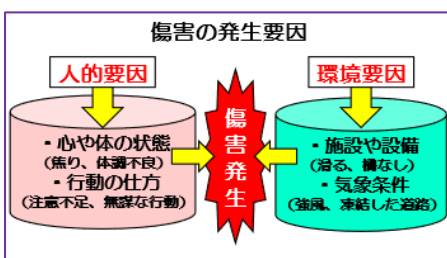 傷害の発生要因
人的要因
環境要因
・心や体の状態
(焦り、体調不良)
・行動の仕方
(注意不足、無謀な行動)
傷害発生
・施設や設備
(滑る、橋なし)
・気象条件
(強風、凍結した道路)